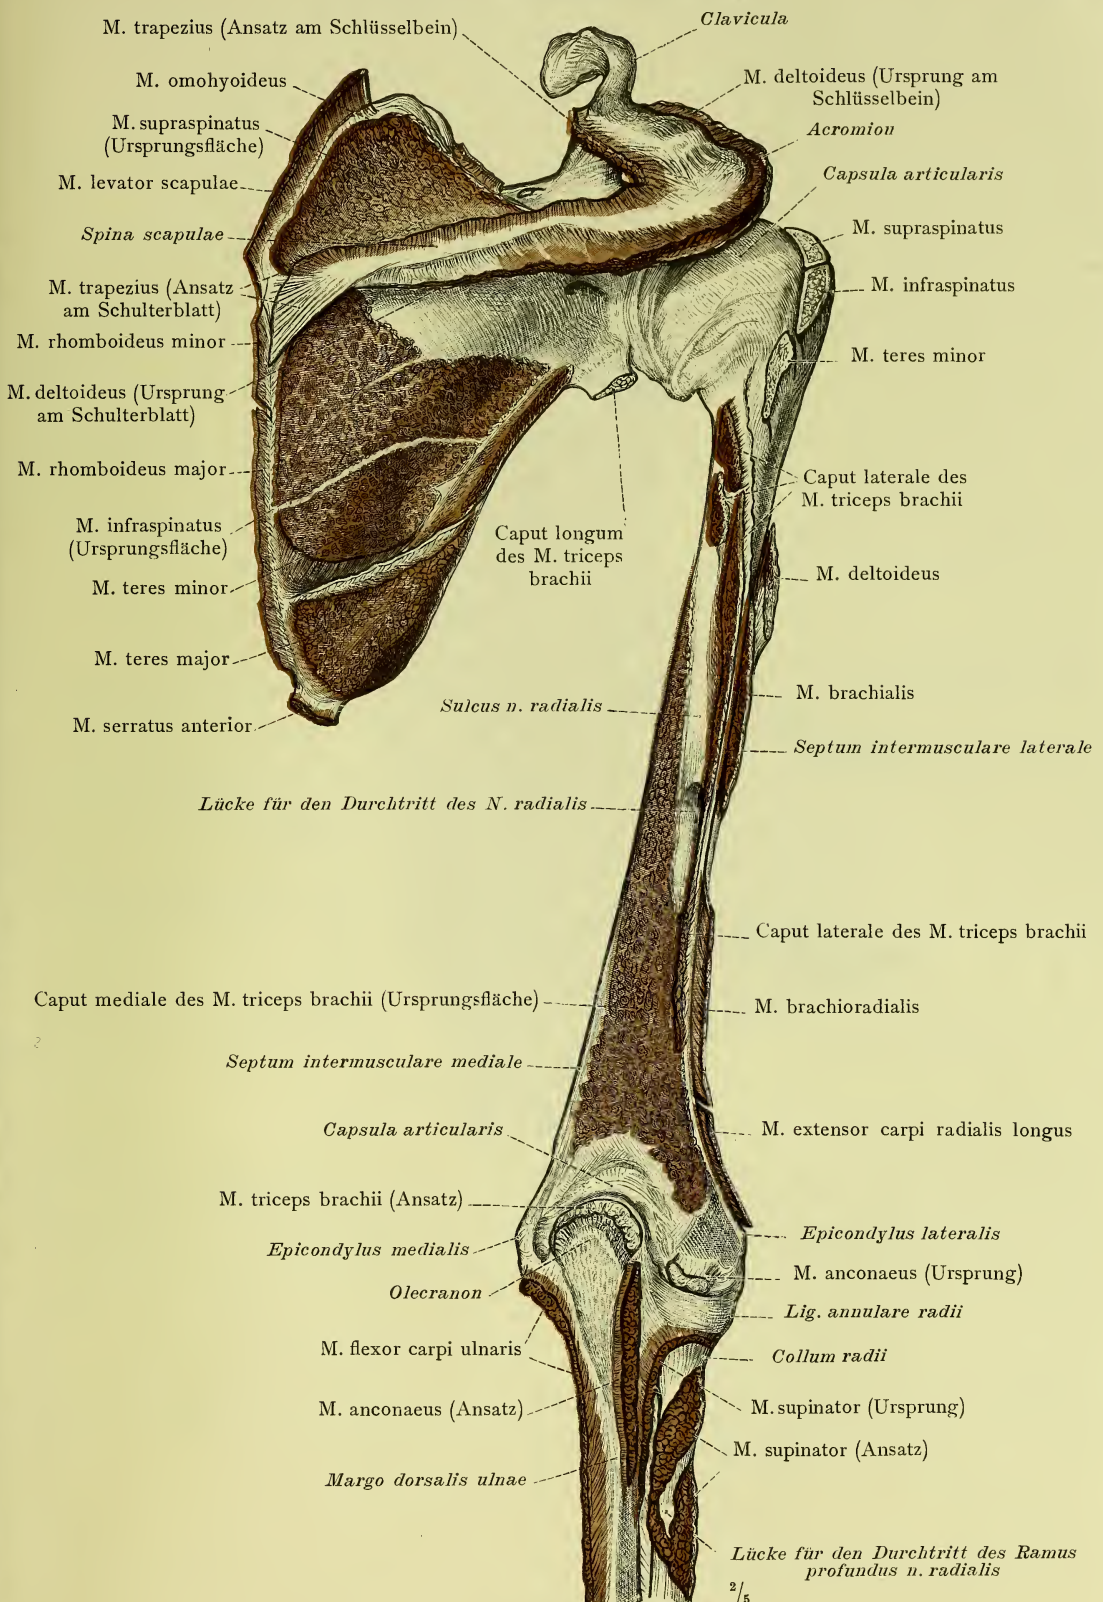 M. trapezius (Ansatz am Schlüsselbein)
M. omohyoideus
M. supraspinatus
(Ursprungsfläche)
M. levator scapulae
Spina scapulae
M. trapezius (Ansatz
am Schulterblatt)
M. rhomboideus minor
M. deltoideus (Ursprung
am Schulterblatt)
M. rhomboideus major
M. infraspinatus
(Ursprungsfläche)
M. teres minor
M. teres major
M. serratus anterior
Clavicula
M. deltoideus (Ursprung am
Schlüsselbein)
Acromion
Capsula articularis
M. supraspinatus
M. infraspinatus
M. teres minor
Caput laterale des
M. triceps brachii
Caput longum
des M. triceps
brachii
M. deltoideus
M. brachialis
Sulcus n. radialis
Septum intermusculare laterale
Lücke für den Durchtritt des N. radialis
Caput laterale des M. triceps brachii
Caput mediale des M. triceps brachii (Ursprungsfläche)
M. brachioradialis
Septum intermusculare mediale
Capsula articularis
M. extensor carpi radialis longus
M. triceps brachii (Ansatz)
Epicondylus medialis
Olecranon
M. flexor carpi ulnaris
M. anconaeus (Ansatz)
Margo dorsalis ulnae
Epicondylus lateralis
M. anconaeus (Ursprung)
Lig. annulare radii
Collum radii
M. supinator (Ursprung)
M. supinator (Ansatz)
Lücke für den Durchtritt des Ramus
profundus n. radialis
2/5